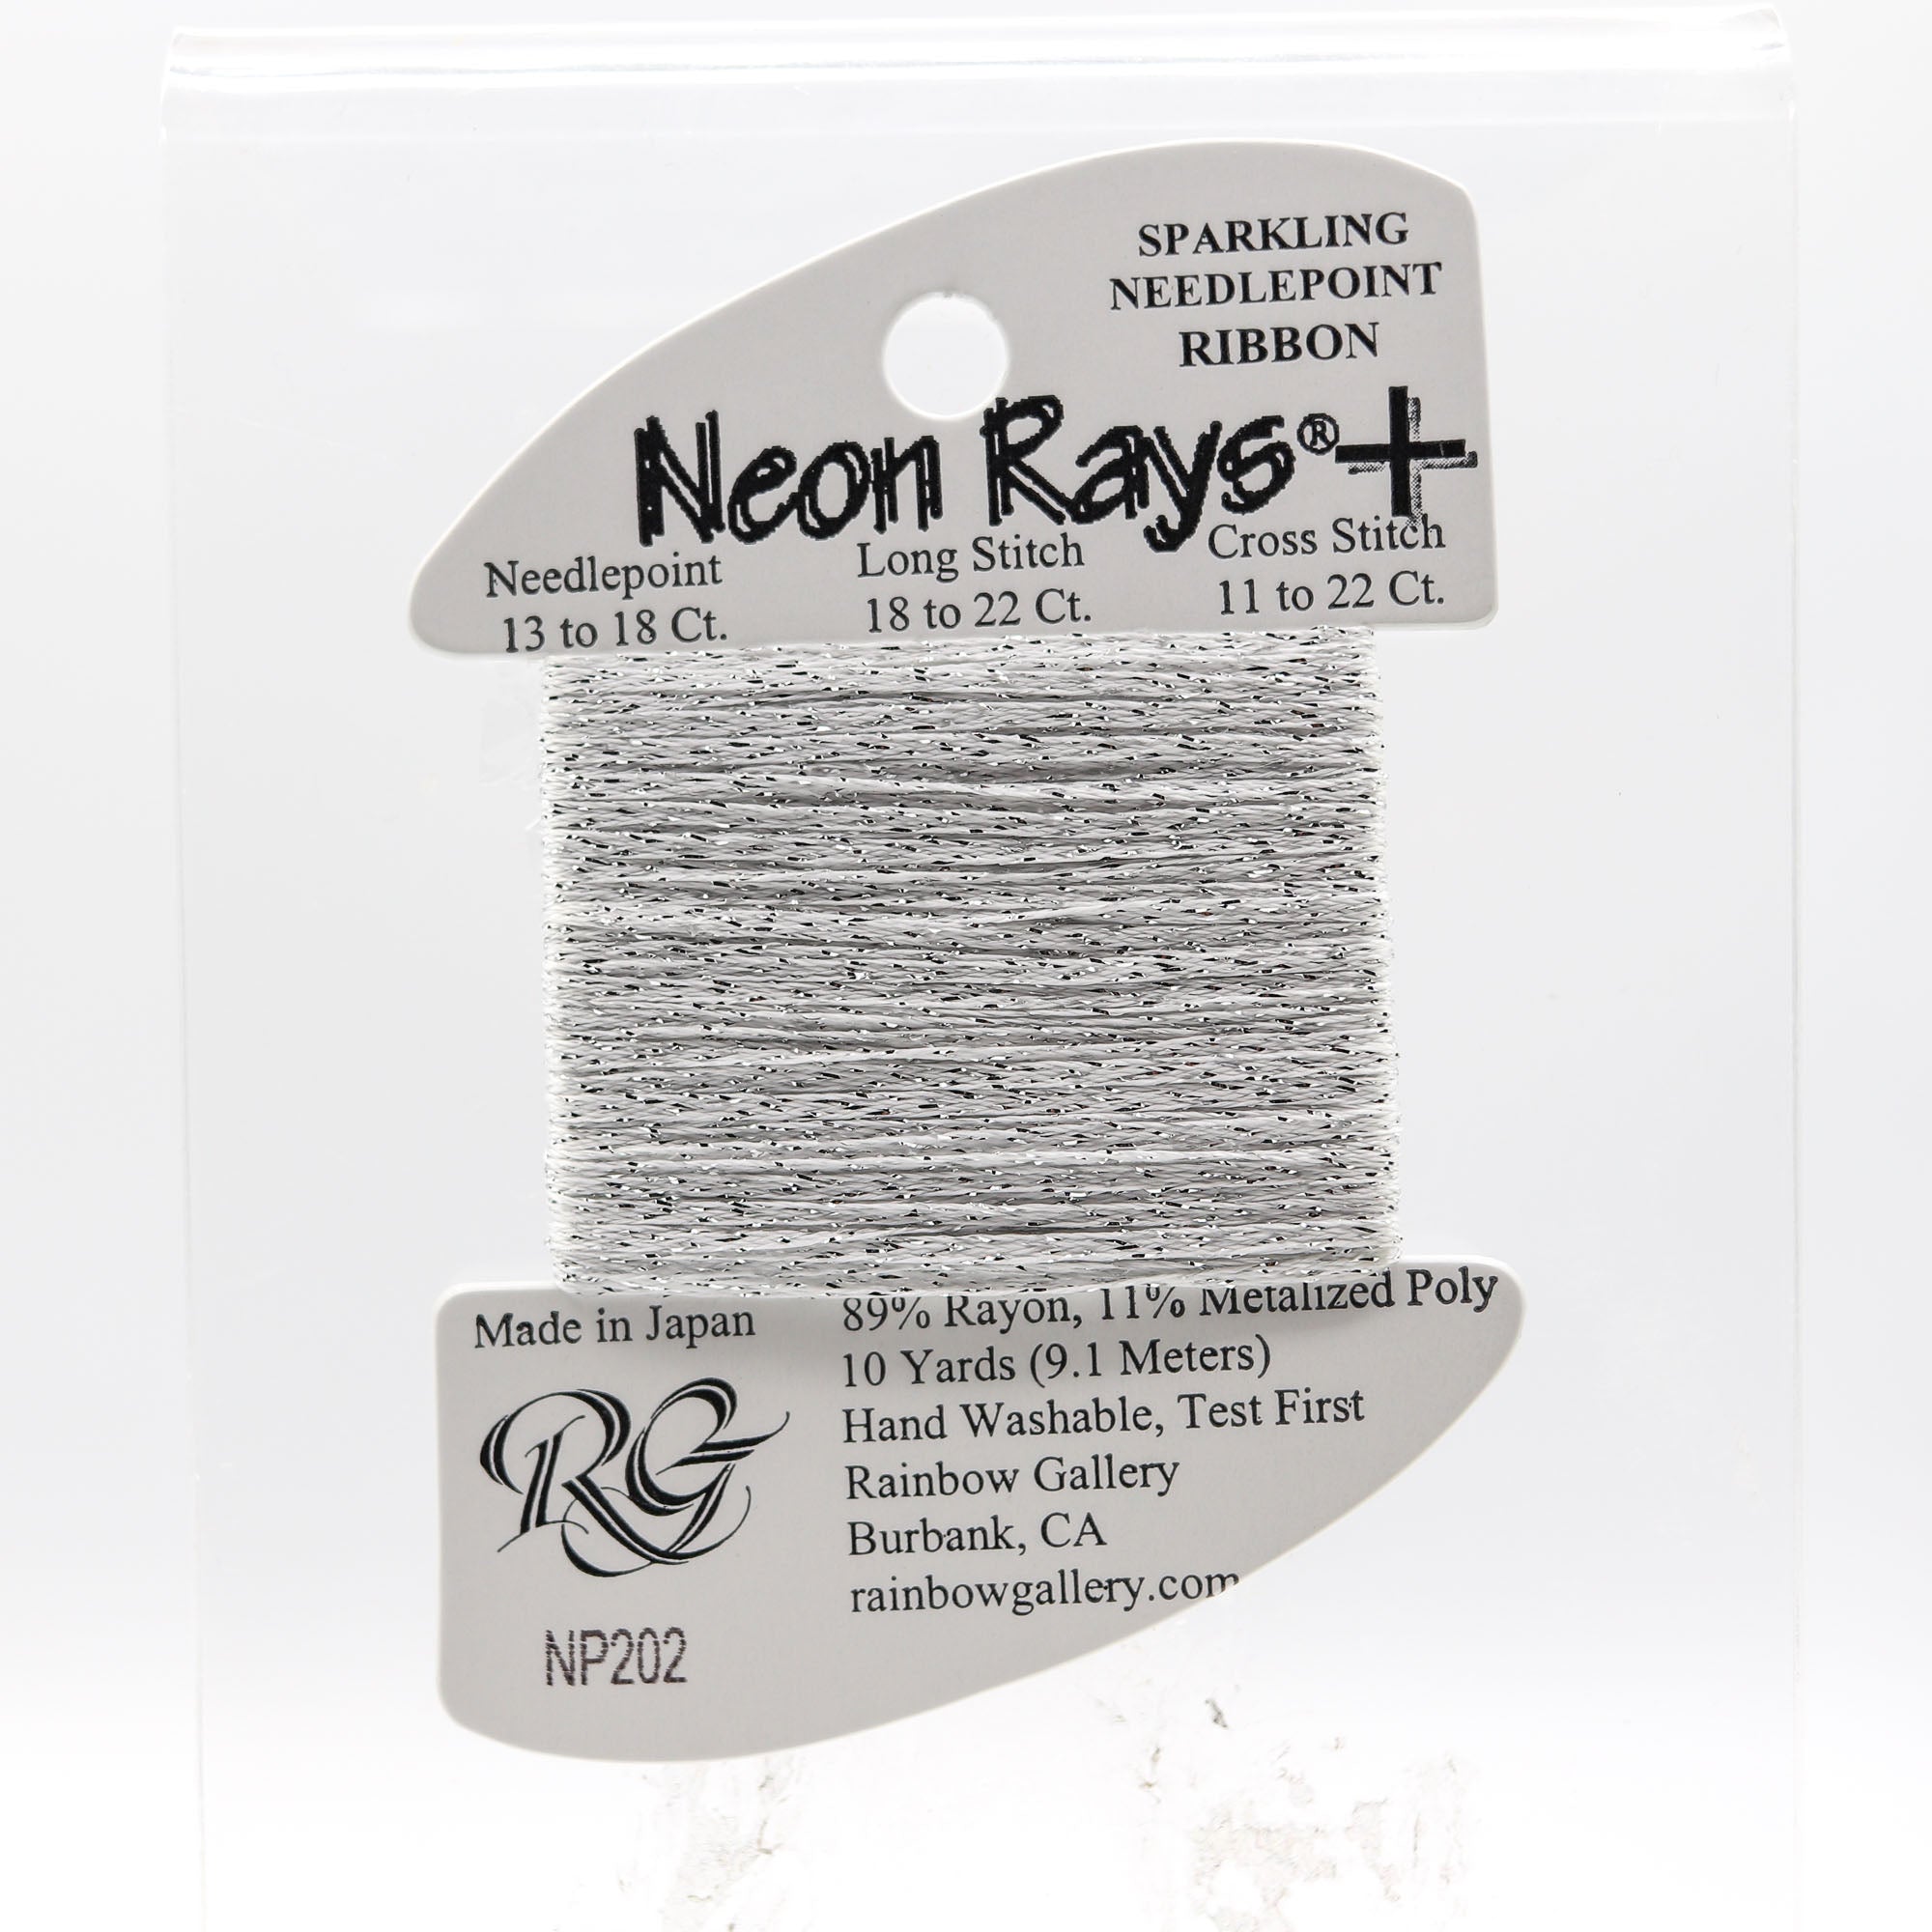 SPARKLING
NEEDLEPOINT
RIBBON
Neon Rays®+
Needlepoint
13 to 18 Ct.
Long Stitch
18 to 22 Ct.
Cross Stitch
11 to 22 Ct.
Made in Japan
89% Rayon, 11% Metalized Poly
10 Yards (9.1 Meters)
Hand Washable, Test First
Rainbow Gallery
Burbank, CA
rainbowgallery.com
RG
NP202